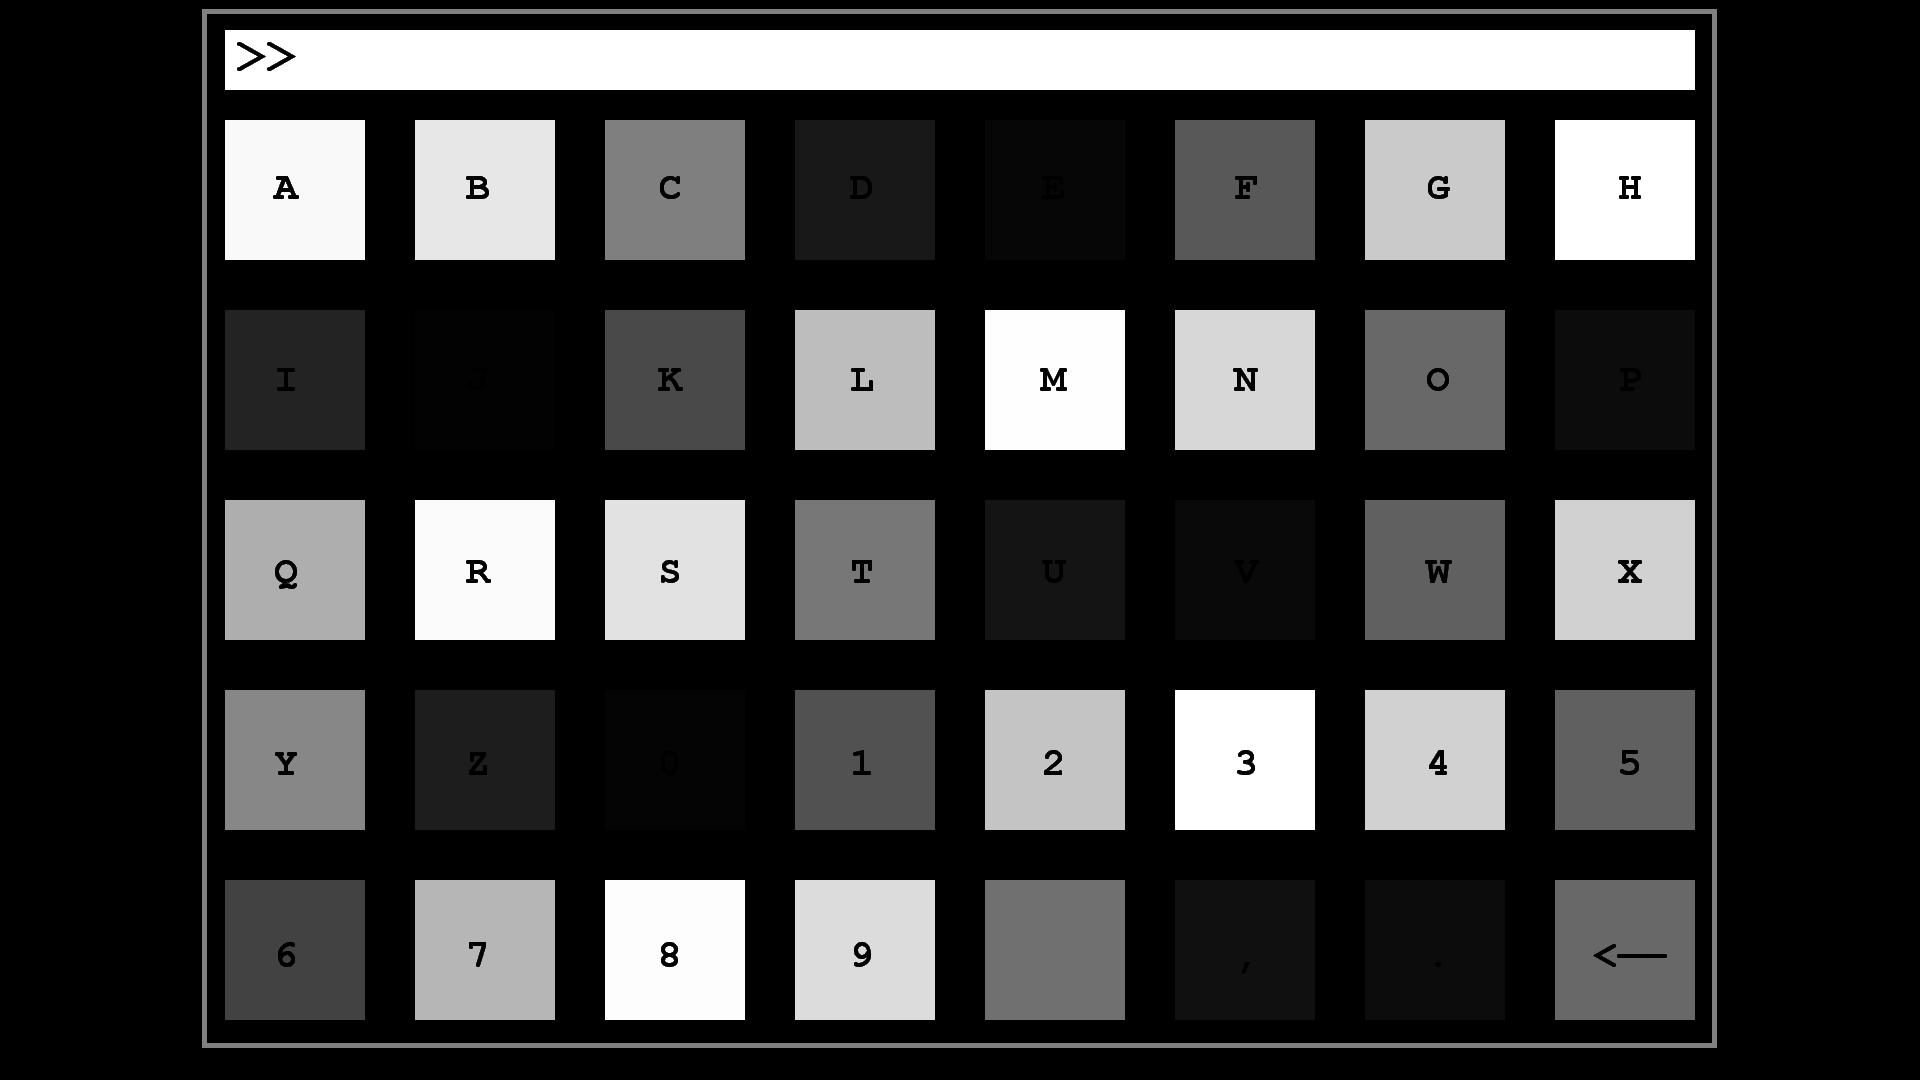 >>
A B C D E F G H
I J K L M N O P
Q R S T U V W X
Y Z 0 1 2 3 4 5
6 7 8 9 , . <—